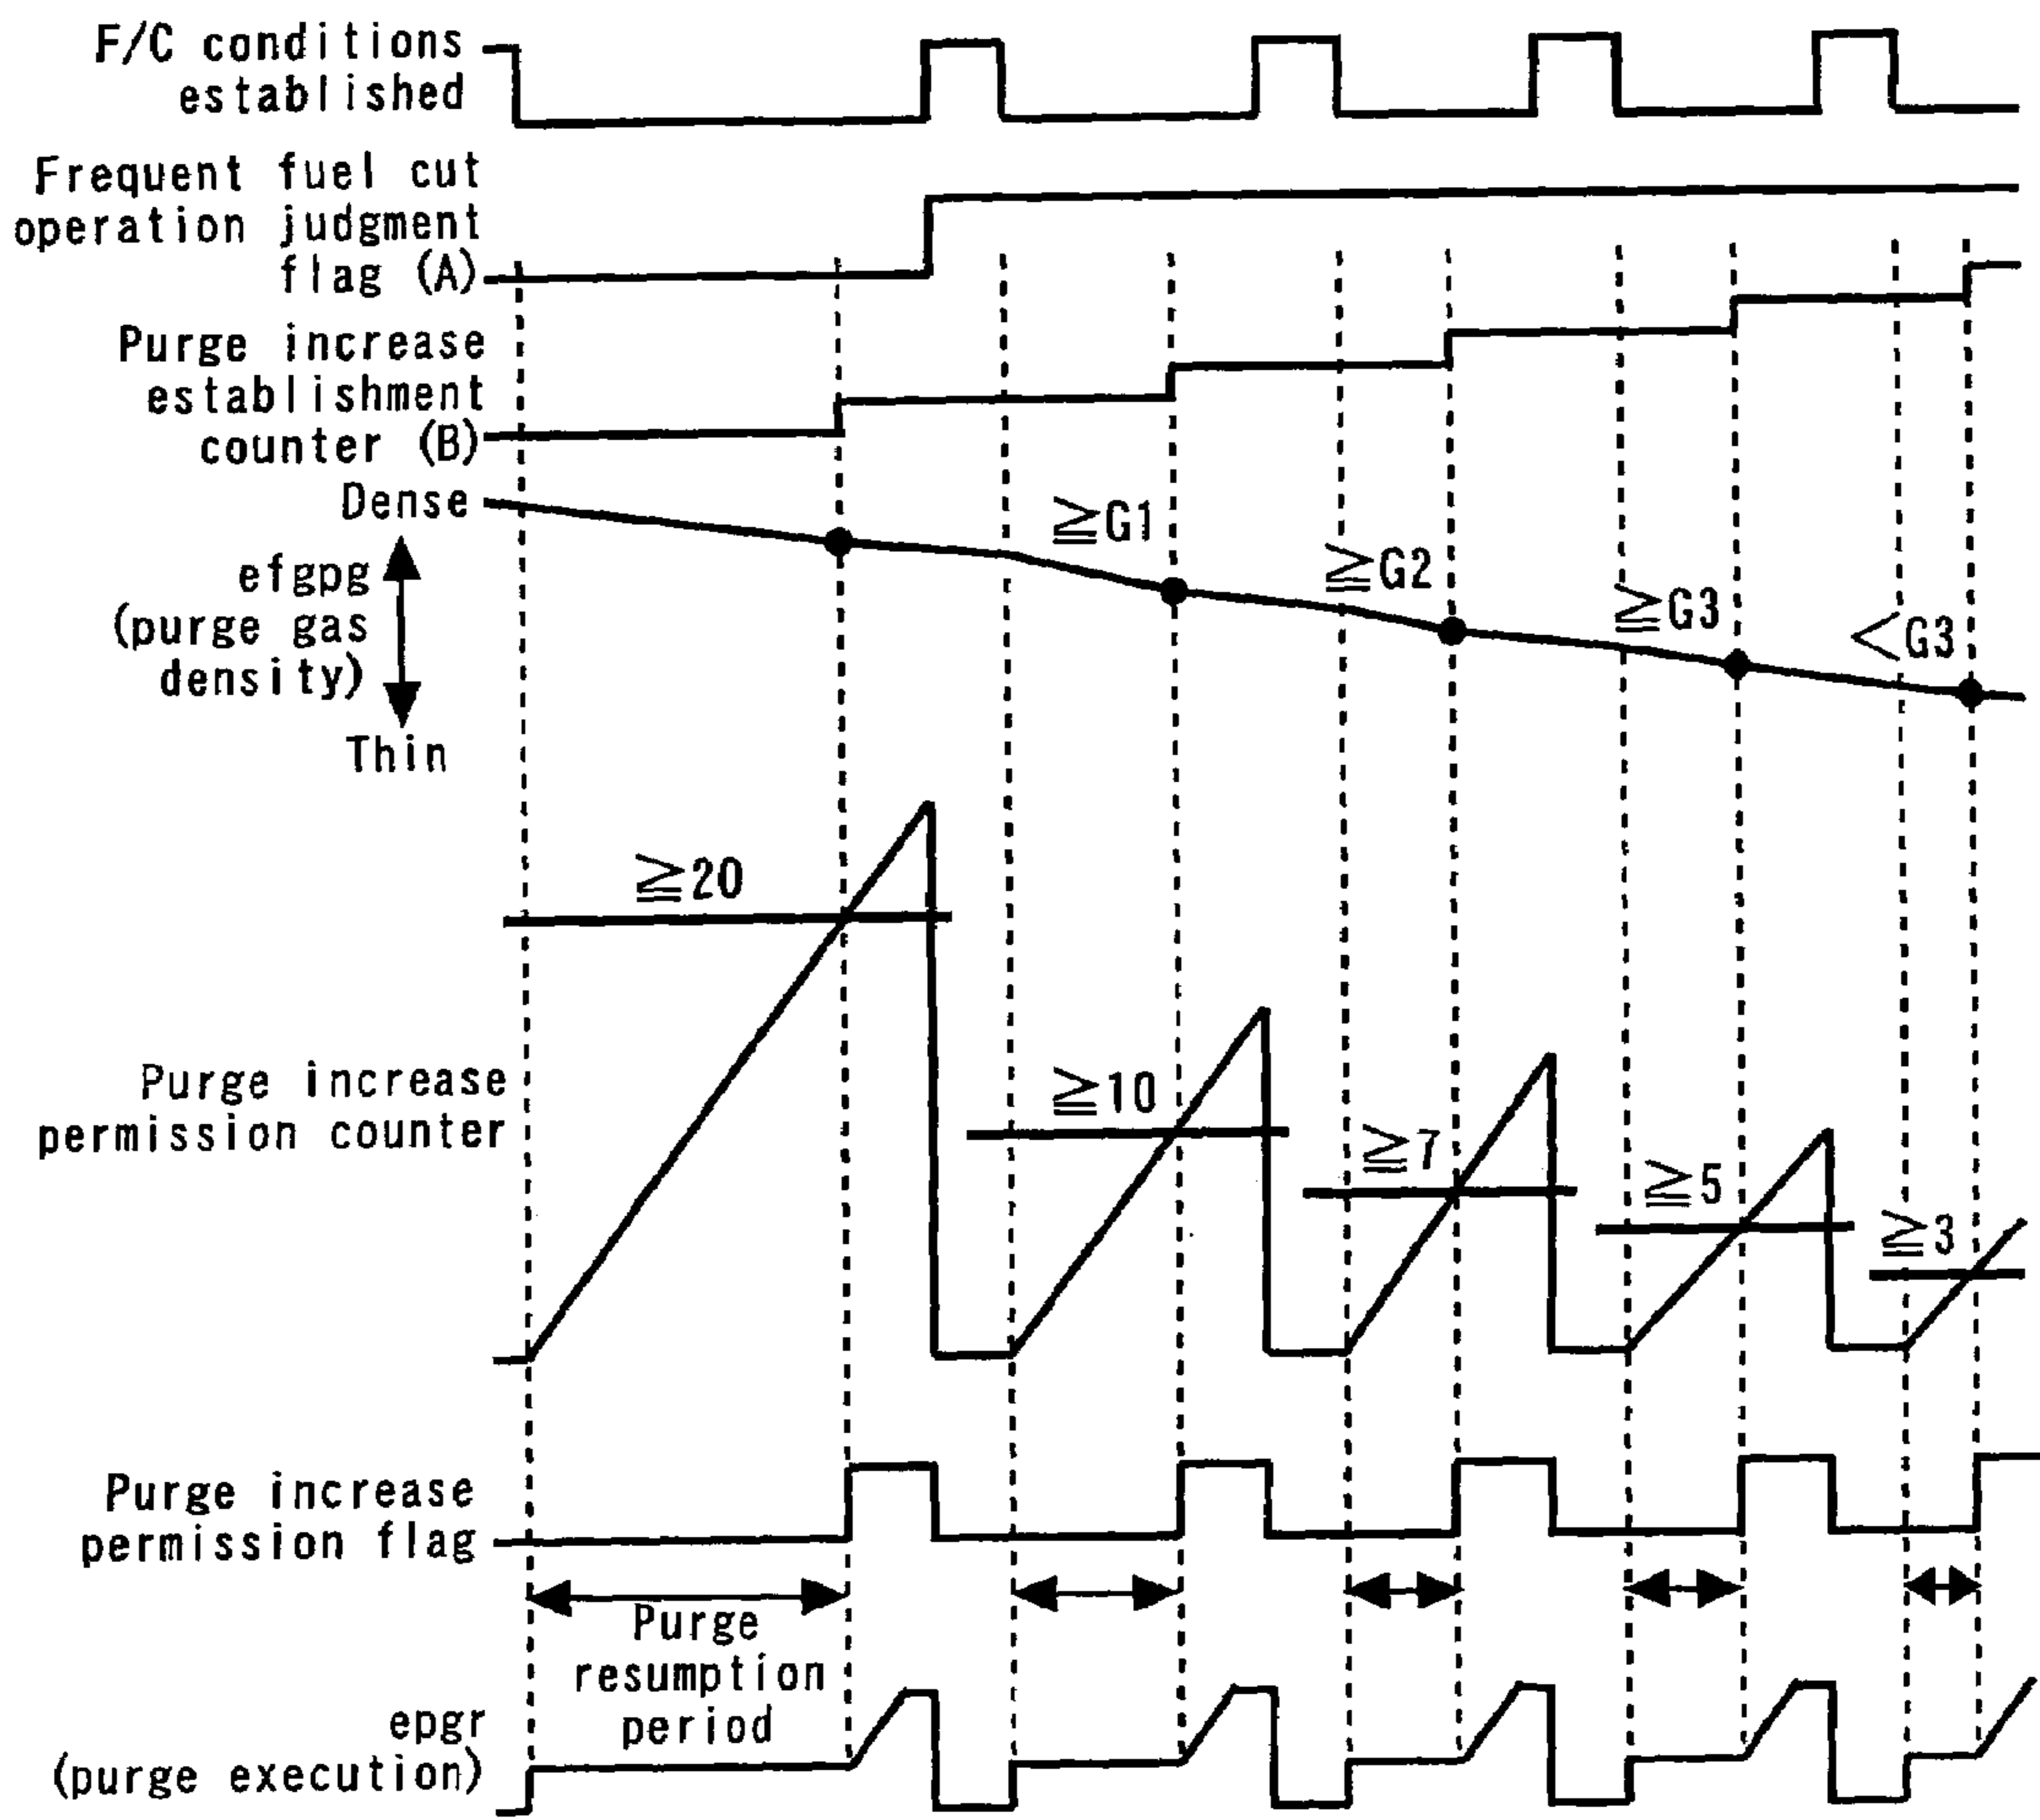 F/C conditions
established
Frequent fuel cut
operation judgment
flag (A)
Purge increase
establishment
counter (B)
Dense
efgpg
(purge gas
density)
Thin
≧G1
≧G2
≧G3
<G3
≧20
≧10
≧7
≧5
≧3
Purge increase
permission counter
Purge increase
permission flag
Purge
resumption
period
epgr
(purge execution)